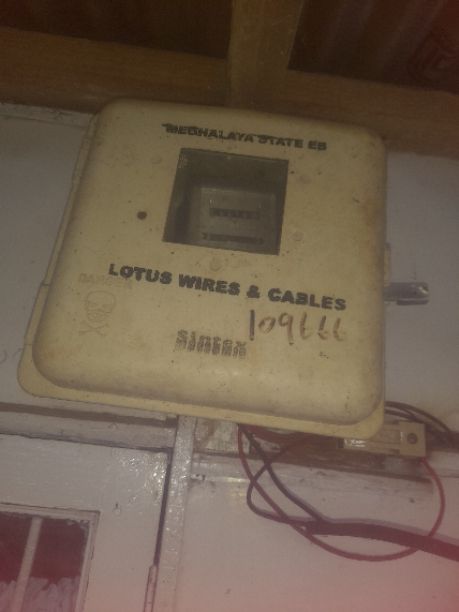 MEGHALAYA STATE EB
LOTUS WIRES & CABLES
DANGER
109666
Sintex